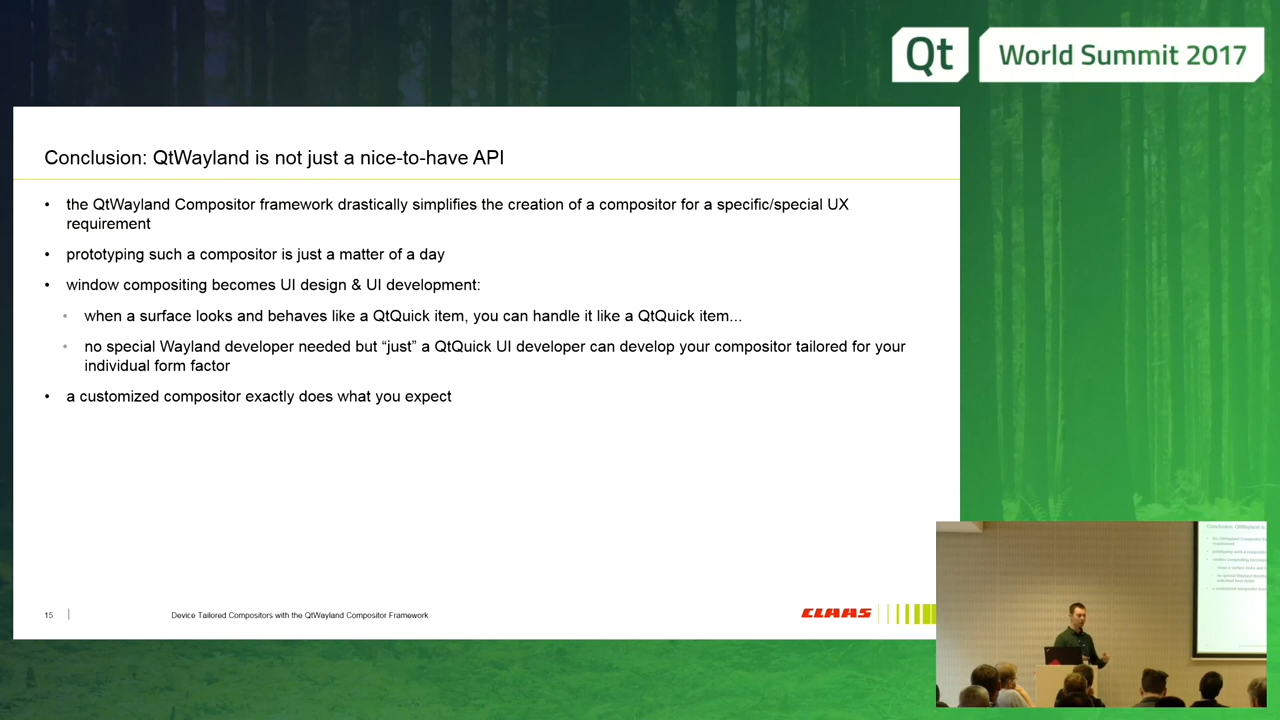 Qt World Summit 2017
Conclusion: QtWayland is not just a nice-to-have API
• the QtWayland Compositor framework drastically simplifies the creation of a compositor for a specific/special UX
requirement
• prototyping such a compositor is just a matter of a day
• window compositing becomes UI design & UI development:
• when a surface looks and behaves like a QtQuick item, you can handle it like a QtQuick item...
• no special Wayland developer needed but “just” a QtQuick UI developer can develop your compositor tailored for your
individual form factor
• a customized compositor exactly does what you expect
15 Device Tailored Compositors with the QtWayland Compositor Framework
CLAAS
Conclusion: QtWayland is